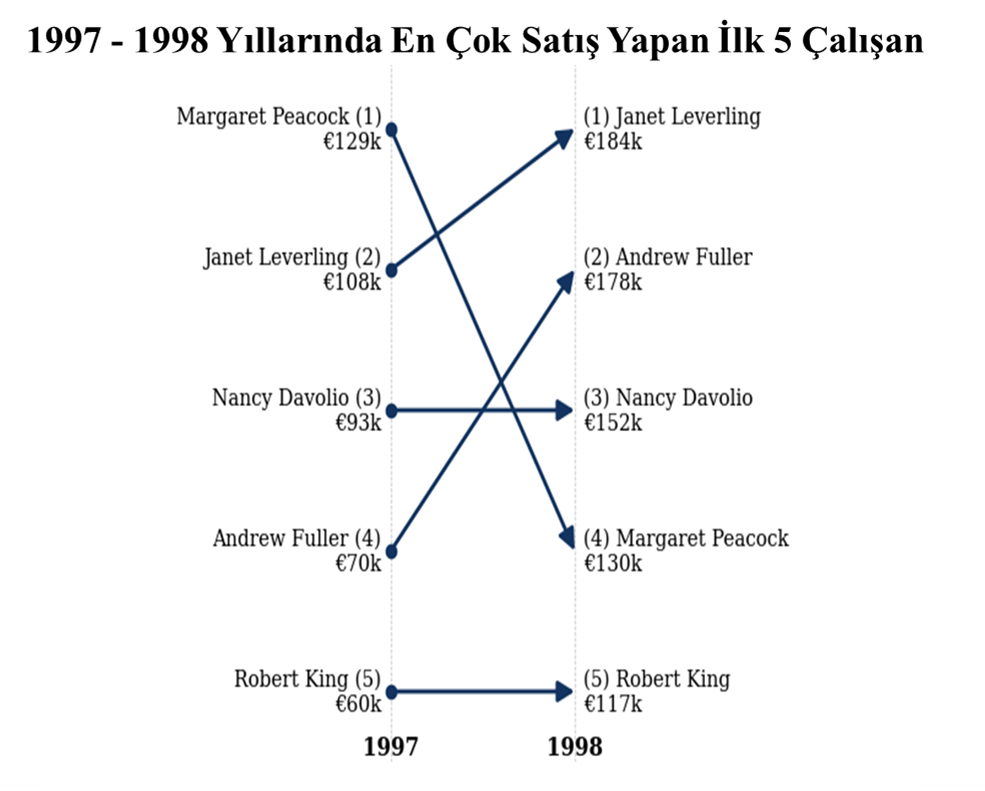 1997 - 1998 Yıllarında En Çok Satış Yapan İlk 5 Çalışan
Margaret Peacock (1)
€129k
(1) Janet Leverling
€184k
Janet Leverling (2)
€108k
(2) Andrew Fuller
€178k
Nancy Davolio (3)
€93k
(3) Nancy Davolio
€152k
Andrew Fuller (4)
€70k
(4) Margaret Peacock
€130k
Robert King (5)
€60k
(5) Robert King
€117k
1997
1998